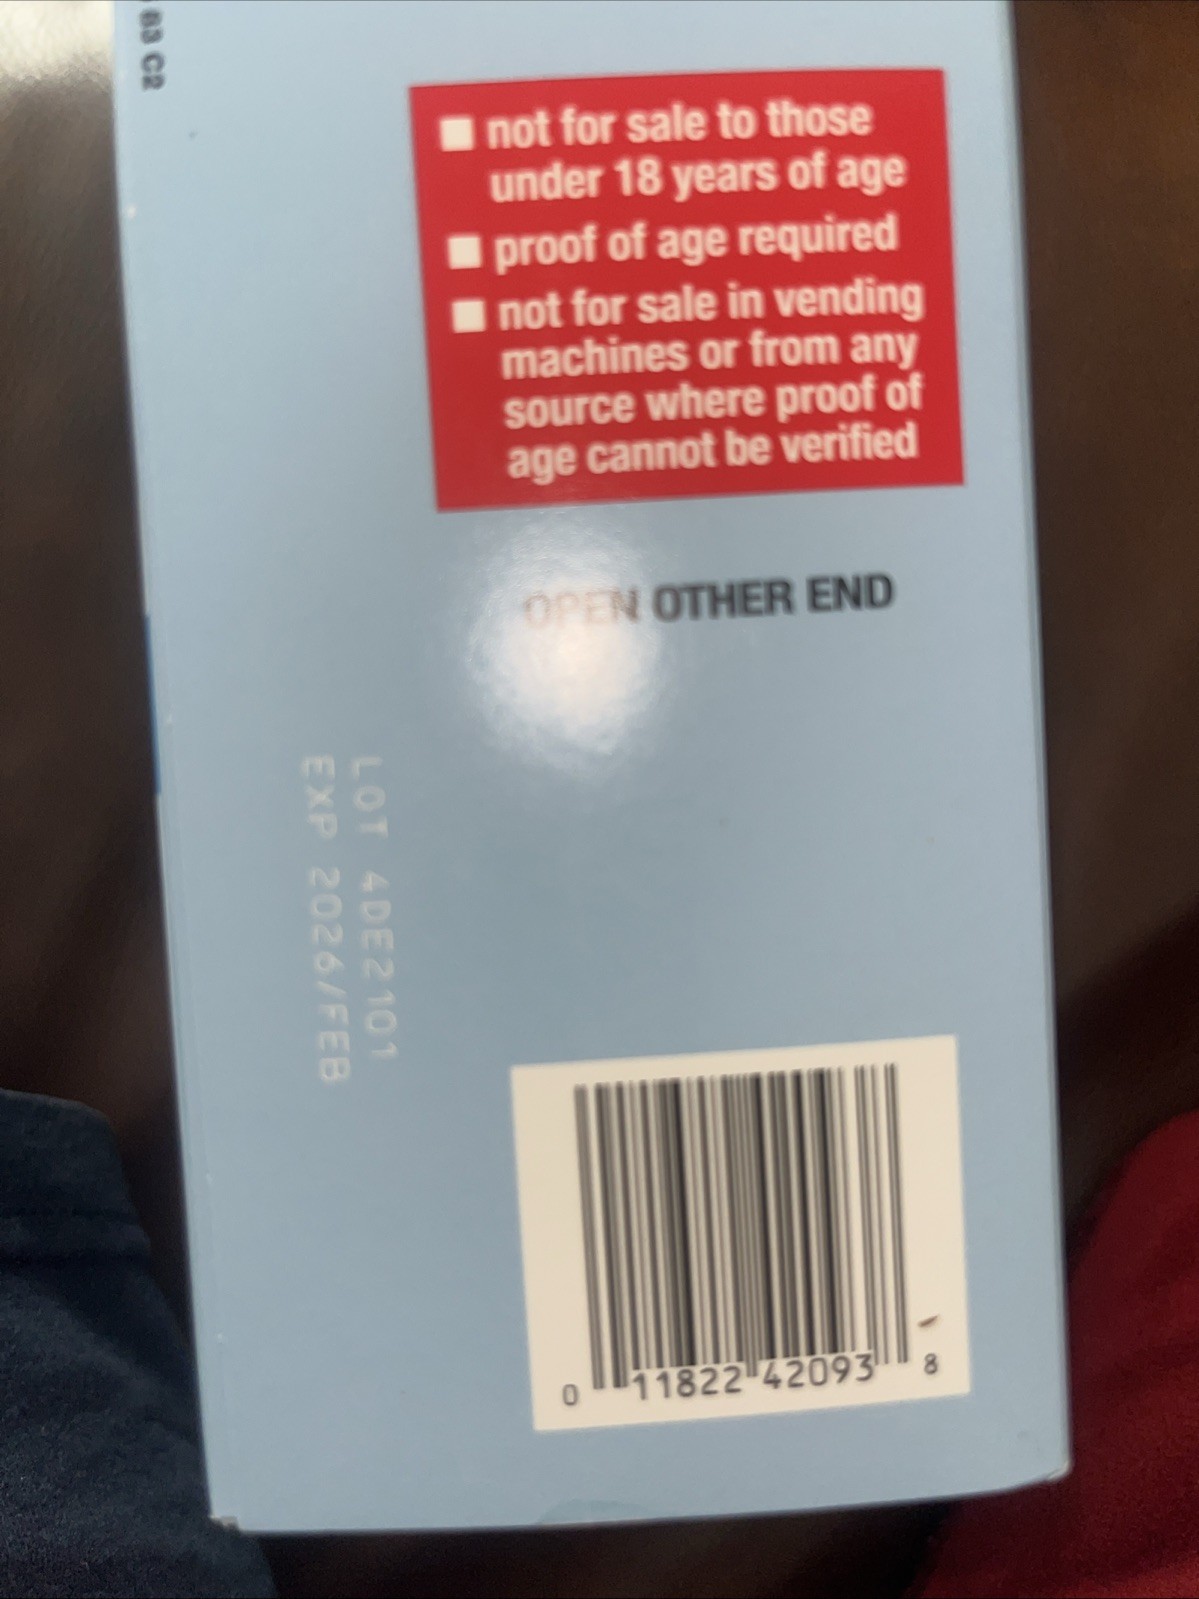 83 C2
■ not for sale to those
under 18 years of age
■ proof of age required
■ not for sale in vending
machines or from any
source where proof of
age cannot be verified
OPEN OTHER END
LOT 4DE2101
EXP 2026/FEB
0 11822 42093 8